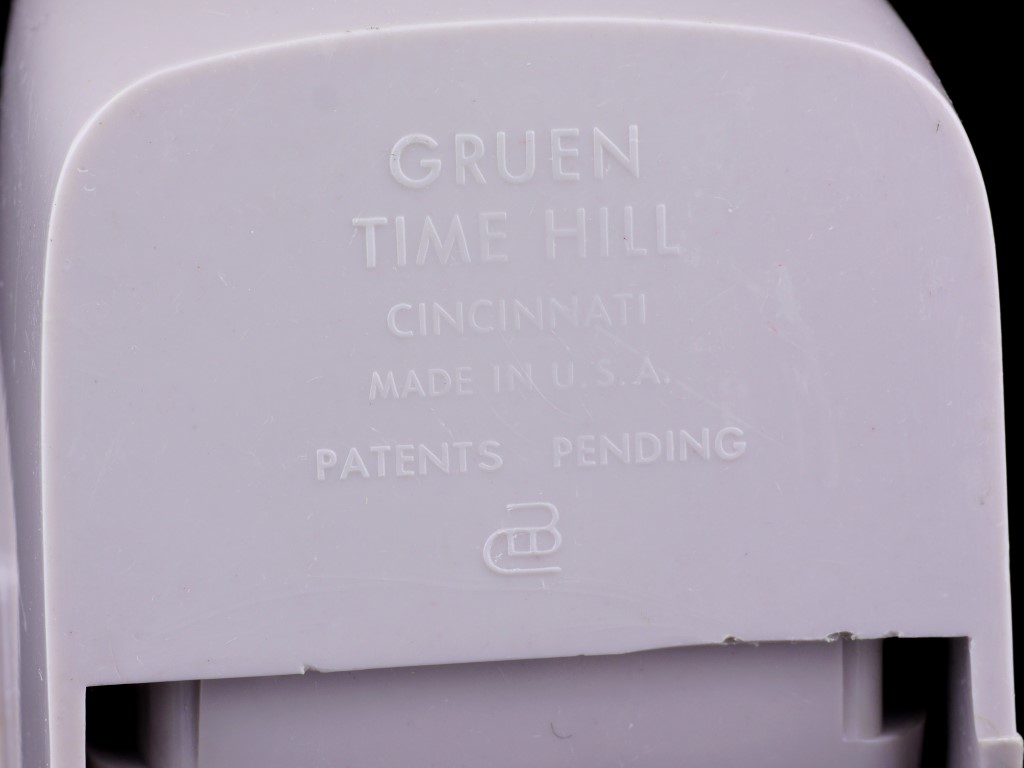 GRUEN
TIME HILL
CINCINNATI
MADE IN U.S.A.
PATENTS PENDING